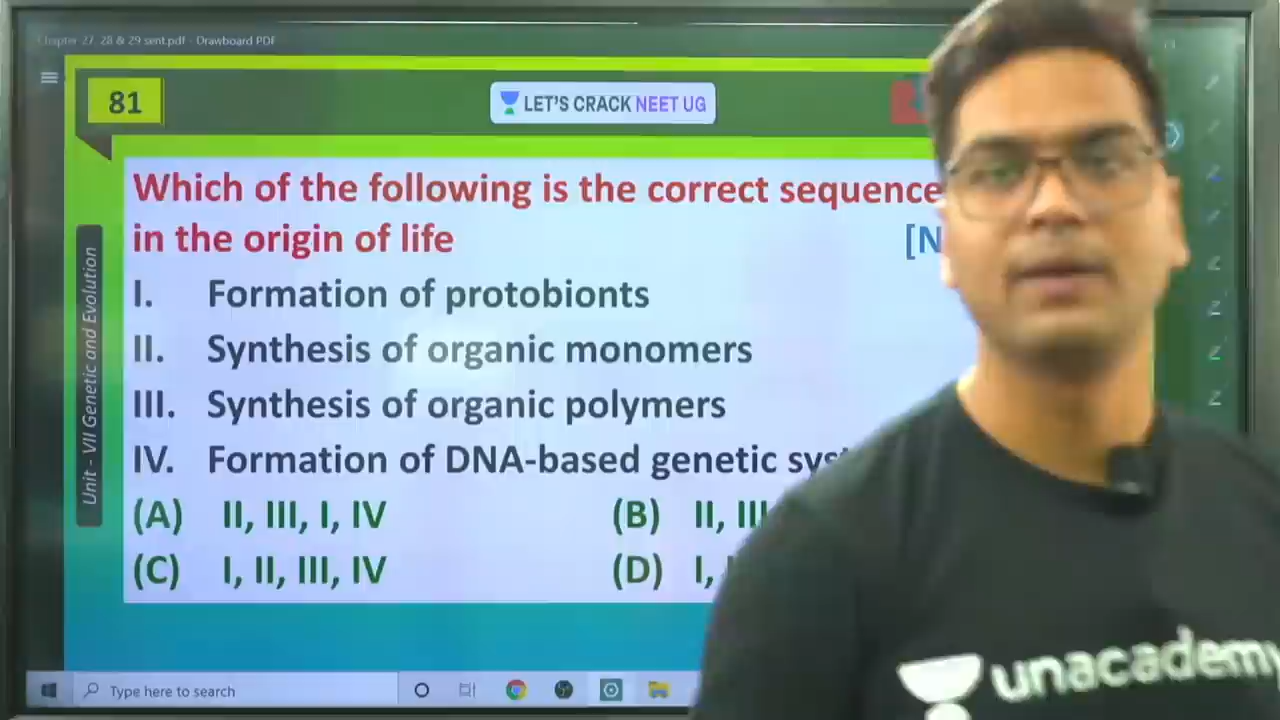 Chapter 27, 28 & 29 sent.pdf - Drawboard PDF
81
LET'S CRACK NEET UG
Which of the following is the correct sequence
in the origin of life [N
I. Formation of protobionts
II. Synthesis of organic monomers
III. Synthesis of organic polymers
IV. Formation of DNA-based genetic
(A) II, III, I, IV (B) II, III
(C) I, II, III, IV (D) I,
Unit - VII Genetic and Evolution
Type here to search
unacademy